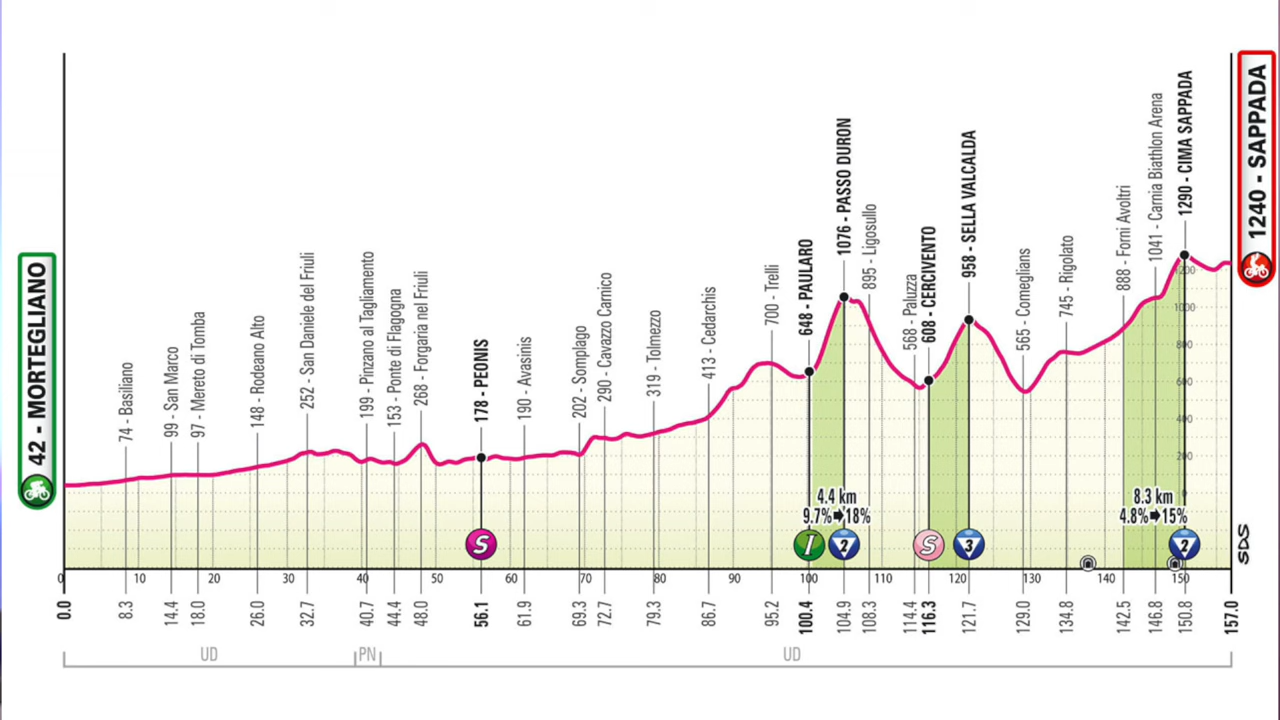 42 - MORTEGLIANO
74 - Basiliano
99 - San Marco
97 - Mereto di Tomba
148 - Rodeano Alto
252 - San Daniele del Friuli
199 - Pinzano al Tagliamento
153 - Ponte di Flagogna
268 - Forgaria nel Friuli
178 - PEONIS
190 - Avasinis
202 - Somplago
290 - Cavazzo Carnico
319 - Tolmezzo
413 - Cedarchis
700 - Trelli
648 - PAULARO
1076 - PASSO DURON
895 - Ligosullo
568 - Paluzza
608 - CERCIVENTO
958 - SELLA VALCALDA
565 - Comeglians
745 - Rigolato
888 - Forni Avoltri
1041 - Carnia Biathlon Arena
1290 - CIMA SAPPADA
1240 - SAPPADA
1200
1000
800
600
400
200
0
4.4 km
9.7% 18%
8.3 km
4.8% 15%
S
I
2
S
3
2
SDS
0 10 20 30 40 50 60 70 80 90 100 110 120 130 140 150
0.0 8.3 14.4 18.0 26.0 32.7 40.7 44.4 48.0 56.1 61.9 69.3 72.7 79.3 86.7 95.2 100.4 104.9 108.3 114.4 116.3 121.7 129.0 134.8 142.5 146.8 150.8 157.0
UD PN UD